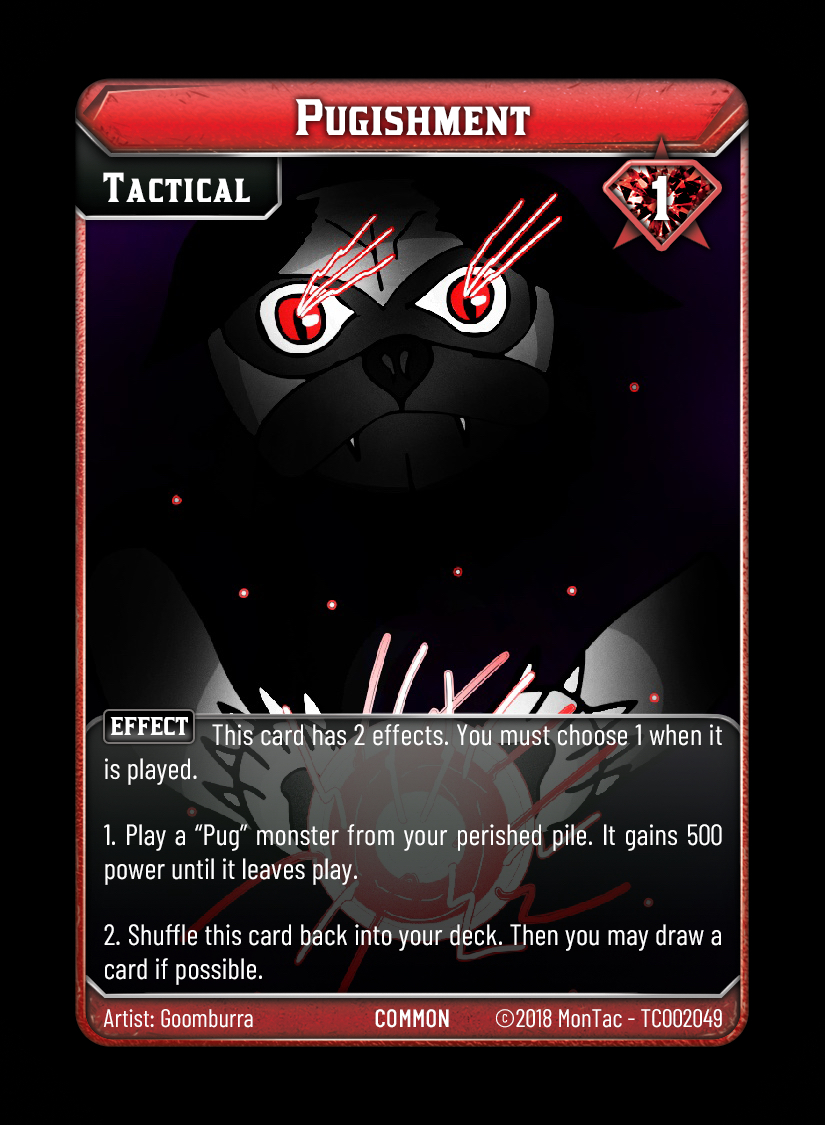 Pugishment
Tactical
1
EFFECT This card has 2 effects. You must choose 1 when it
is played.
1. Play a “Pug” monster from your perished pile. It gains 500
power until it leaves play.
2. Shuffle this card back into your deck. Then you may draw a
card if possible.
Artist: Goomburra COMMON ©2018 MonTac - TC002049